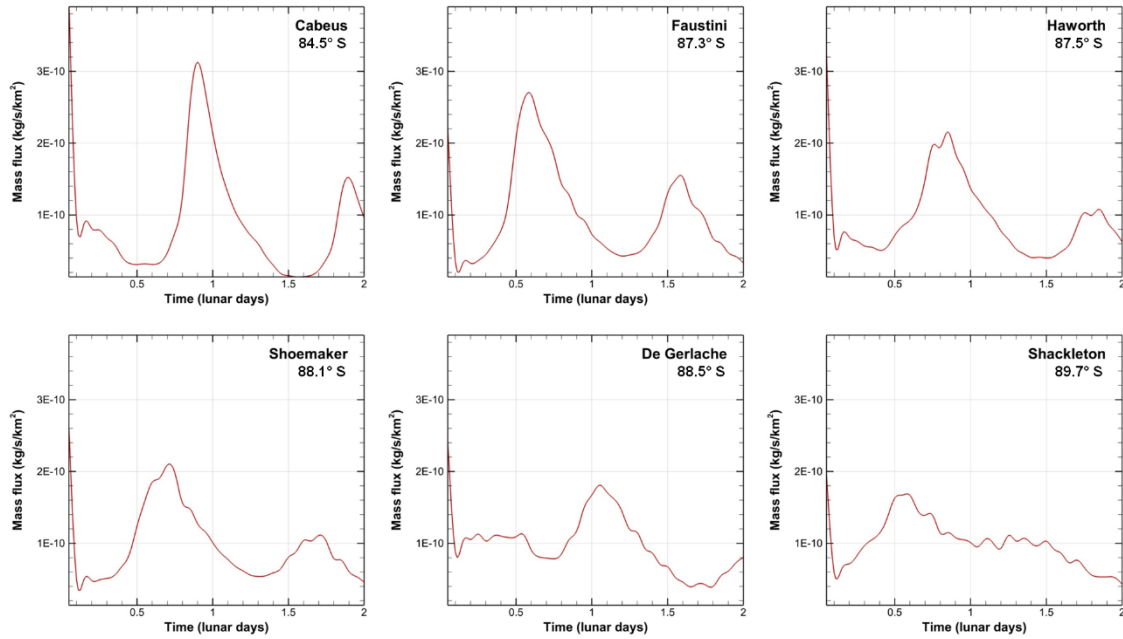 Cabeus
84.5° S
Mass flux (kg/s/km²)
3E-10
2E-10
1E-10
0.5 1 1.5 2
Time (lunar days)
Faustini
87.3° S
Mass flux (kg/s/km²)
3E-10
2E-10
1E-10
0.5 1 1.5 2
Time (lunar days)
Haworth
87.5° S
Mass flux (kg/s/km²)
3E-10
2E-10
1E-10
0.5 1 1.5 2
Time (lunar days)
Shoemaker
88.1° S
Mass flux (kg/s/km²)
3E-10
2E-10
1E-10
0.5 1 1.5 2
Time (lunar days)
De Gerlache
88.5° S
Mass flux (kg/s/km²)
3E-10
2E-10
1E-10
0.5 1 1.5 2
Time (lunar days)
Shackleton
89.7° S
Mass flux (kg/s/km²)
3E-10
2E-10
1E-10
0.5 1 1.5 2
Time (lunar days)